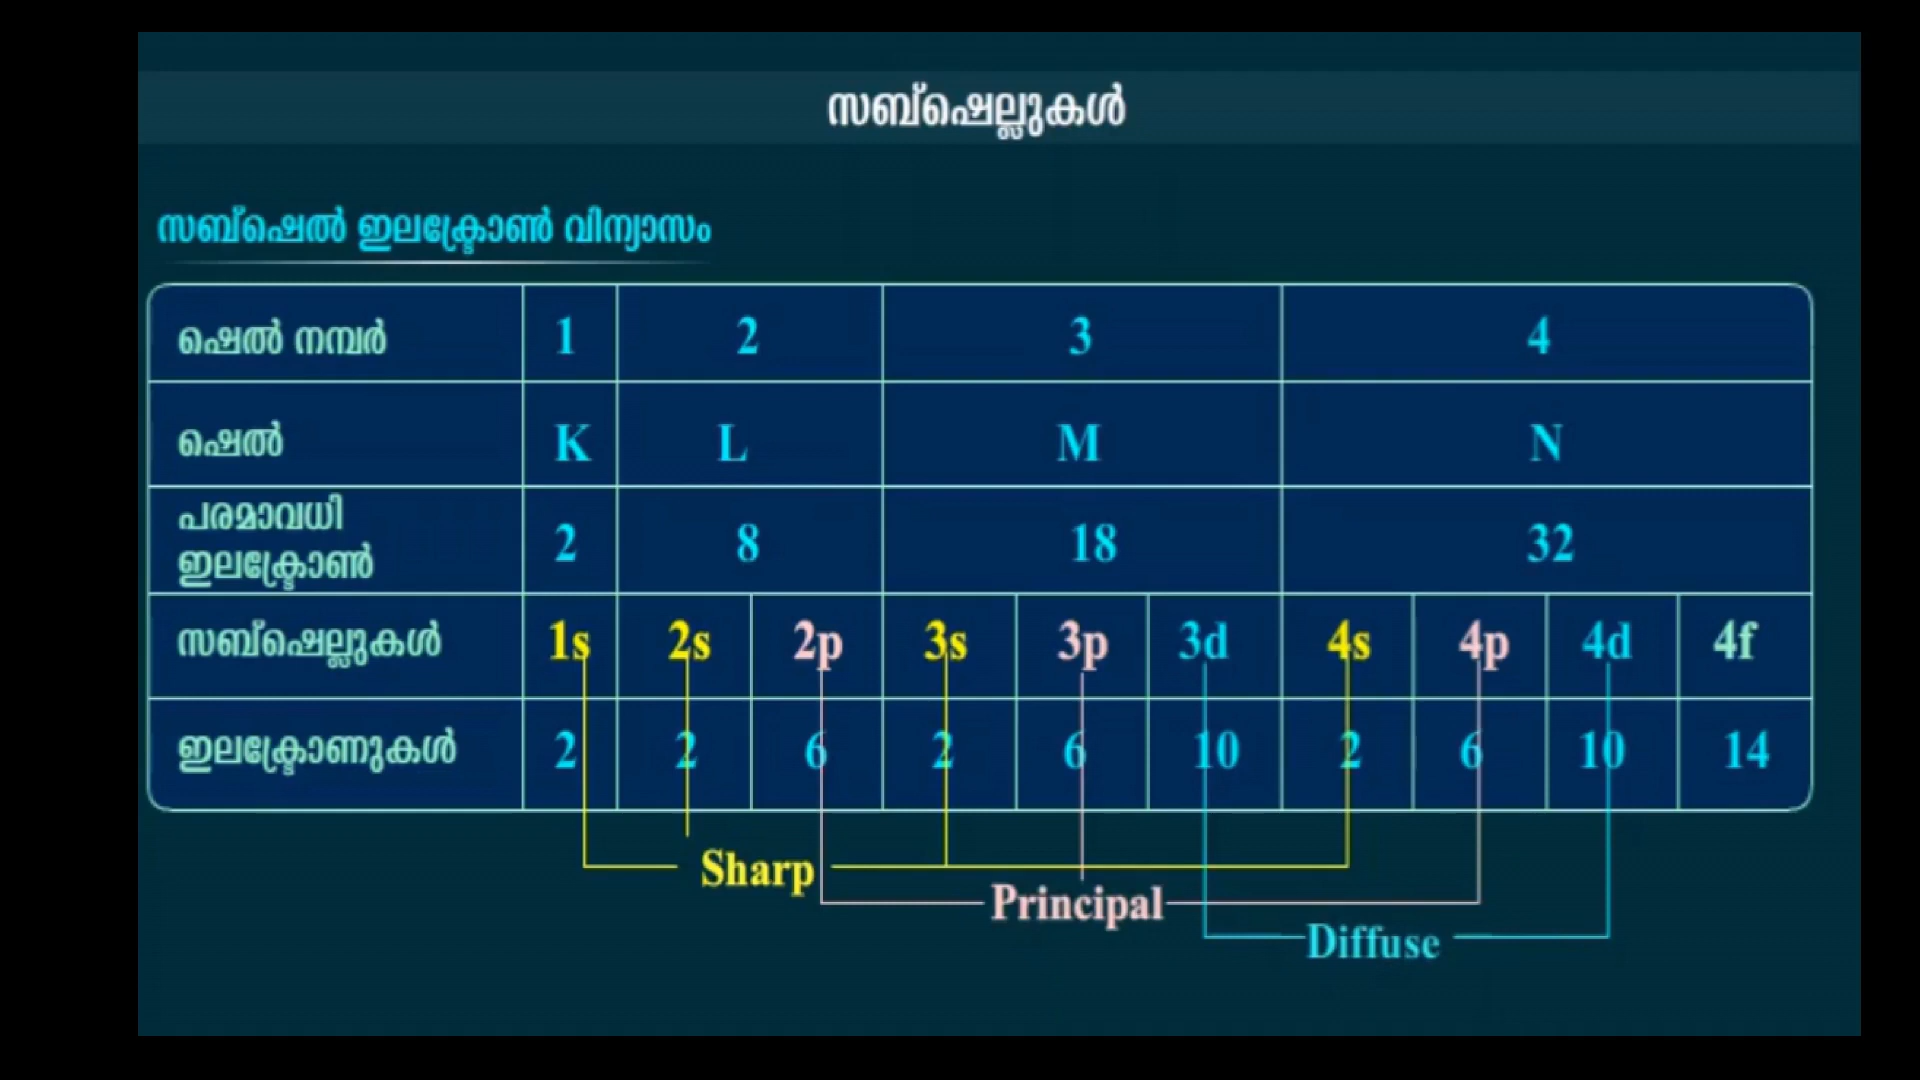 സബ്ഷെല്ലുകൾ
സബ്ഷെൽ ഇലക്ട്രോൺ വിന്യാസം
ഷെൽ നമ്പർ 1 2 3 4
ഷെൽ K L M N
പരമാവധി
ഇലക്ട്രോൺ 2 8 18 32
സബ്ഷെല്ലുകൾ 1s 2s 2p 3s 3p 3d 4s 4p 4d 4f
ഇലക്ട്രോണുകൾ 2 2 6 2 6 10 2 6 10 14
Sharp
Principal
Diffuse